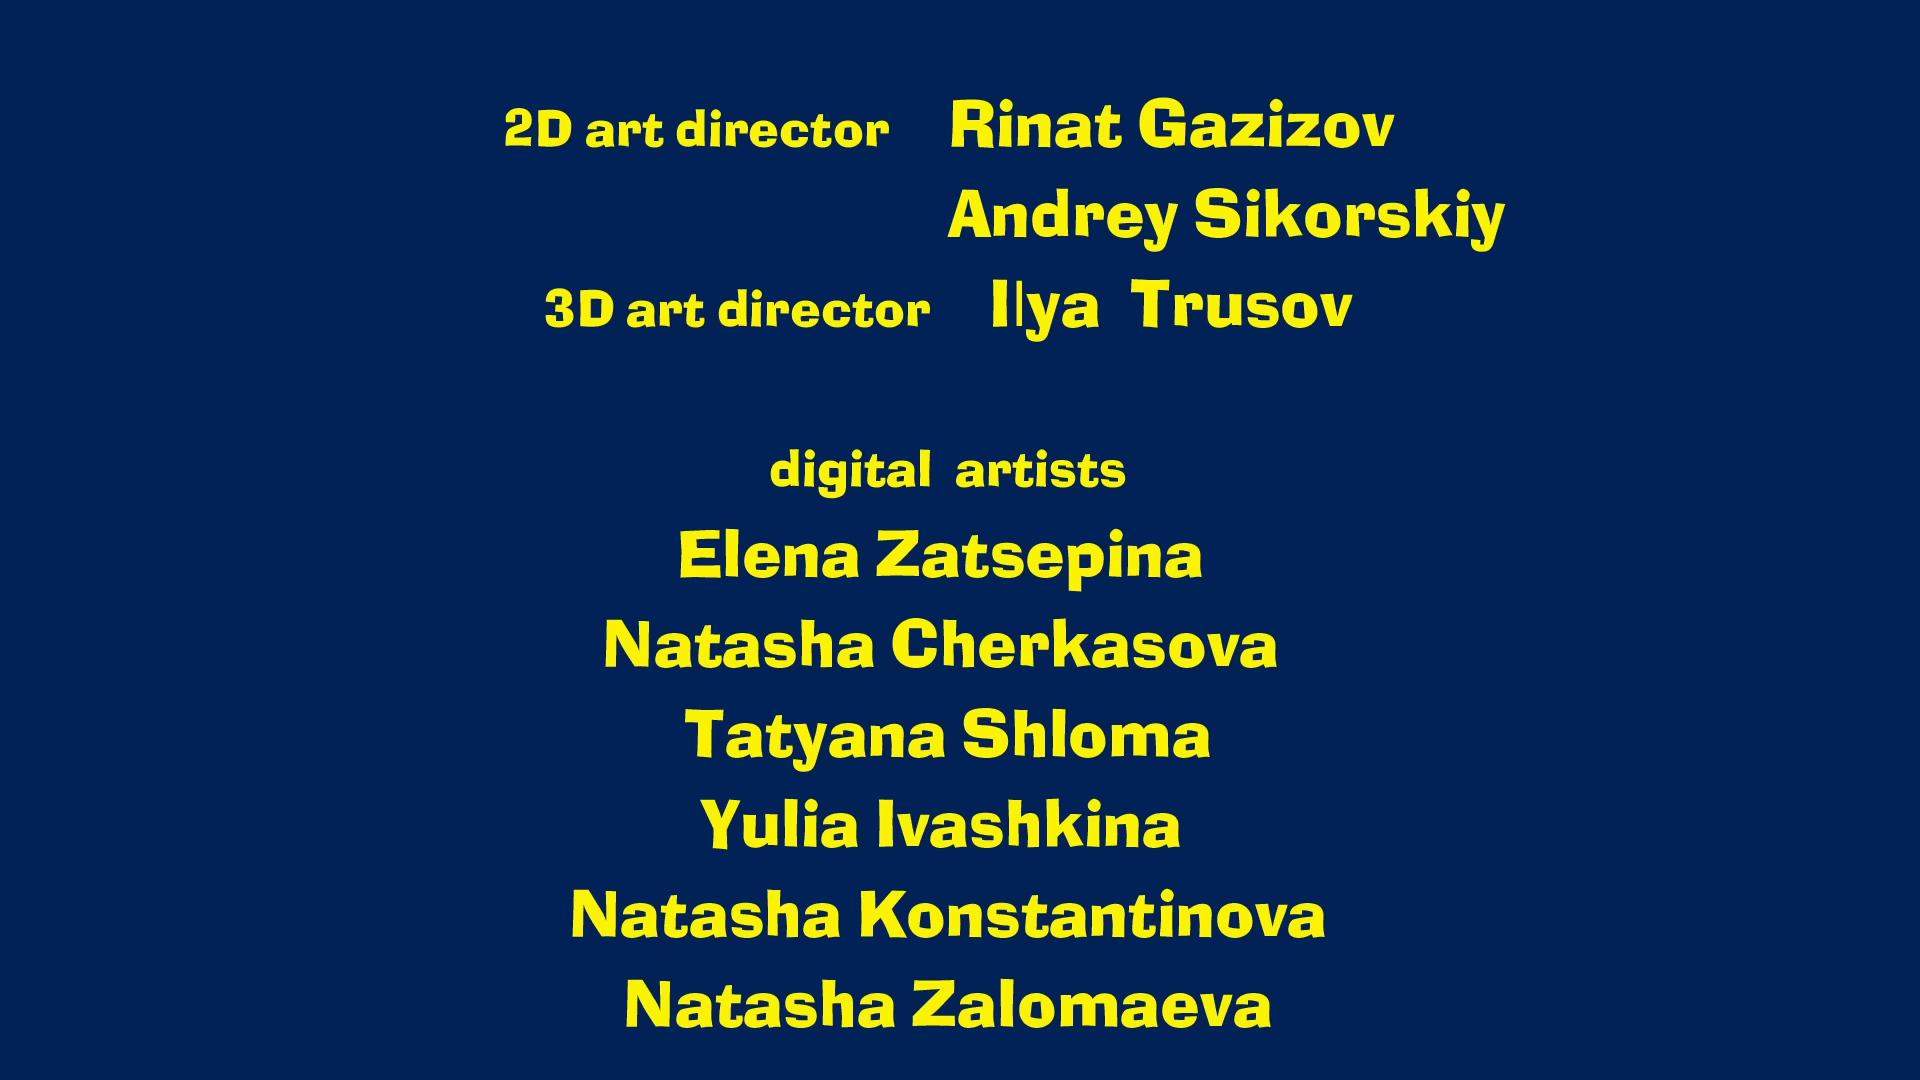 2D art director Rinat Gazizov
Andrey Sikorskiy
3D art director Ilya Trusov
digital artists
Elena Zatsepina
Natasha Cherkasova
Tatyana Shloma
Yulia Ivashkina
Natasha Konstantinova
Natasha Zalomaeva